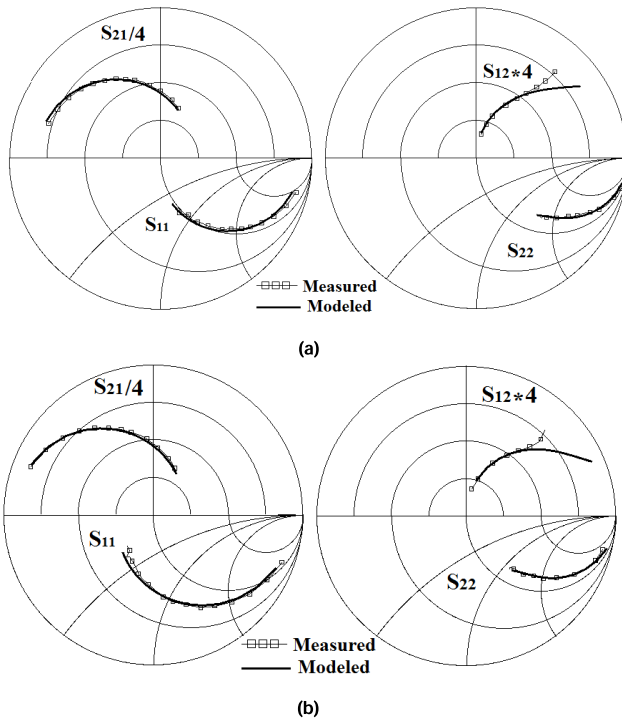 S21/4
S12*4
S11
S22
Measured
Modeled
(a)
S21/4
S12*4
S11
S22
Measured
Modeled
(b)